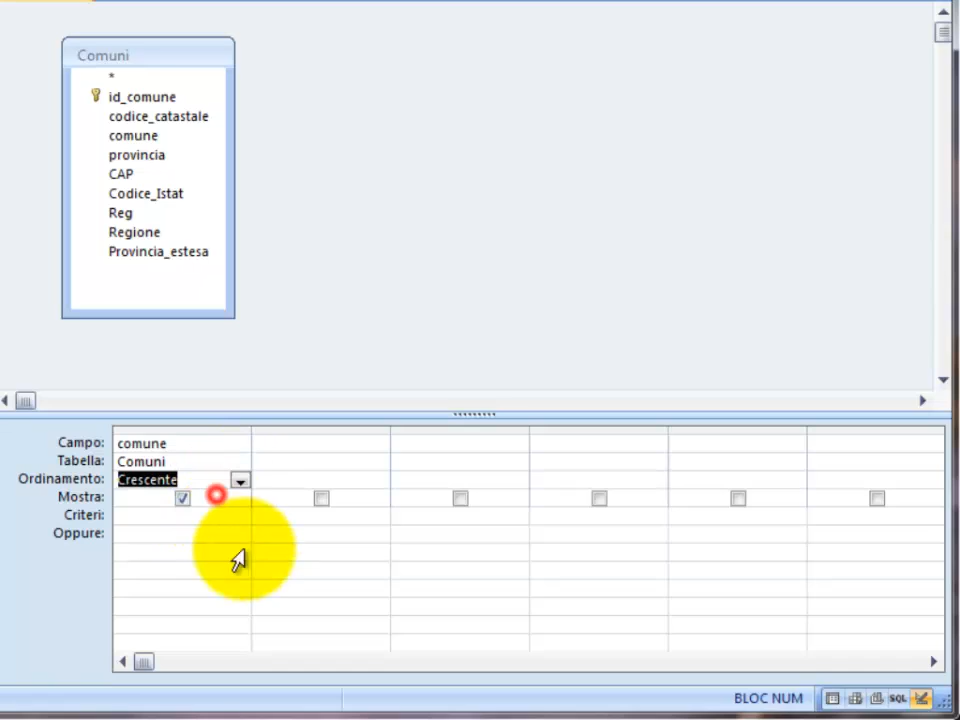 Comuni
*
id_comune
codice_catastale
comune
provincia
CAP
Codice_Istat
Reg
Regione
Provincia_estesa
Campo: comune
Tabella: Comuni
Ordinamento: Crescente
Mostra:
Criteri:
Oppure:
BLOC NUM SQL